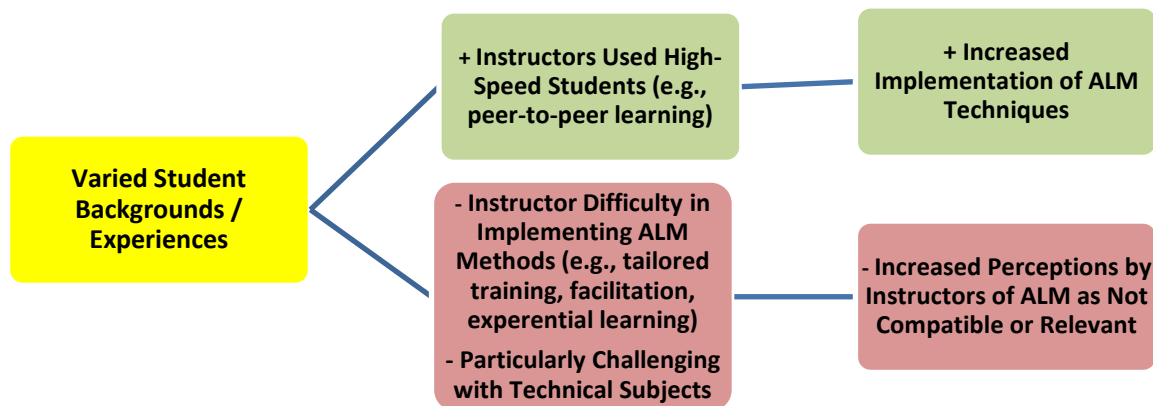 Varied Student
Backgrounds /
Experiences
+ Instructors Used High-
Speed Students (e.g.,
peer-to-peer learning)
+ Increased
Implementation of ALM
Techniques
- Instructor Difficulty in
Implementing ALM
Methods (e.g., tailored
training, facilitation,
experential learning)
- Particularly Challenging
with Technical Subjects
- Increased Perceptions by
Instructors of ALM as Not
Compatible or Relevant